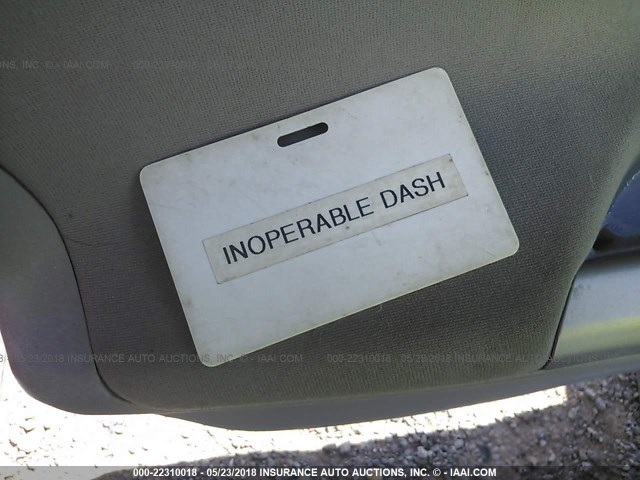 INOPERABLE DASH
000-22310018 - 05/23/2018 INSURANCE AUTO AUCTIONS, INC. © - IAAI.COM